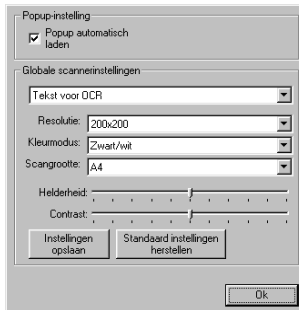 Popup-instelling
Popup automatisch
laden
Globale scannerinstellingen
Tekst voor OCR
Resolutie: 200x200
Kleurmodus: Zwart/wit
Scangrootte: A4
Helderheid:
Contrast:
Instellingen opslaan
Standaard instellingen herstellen
Ok